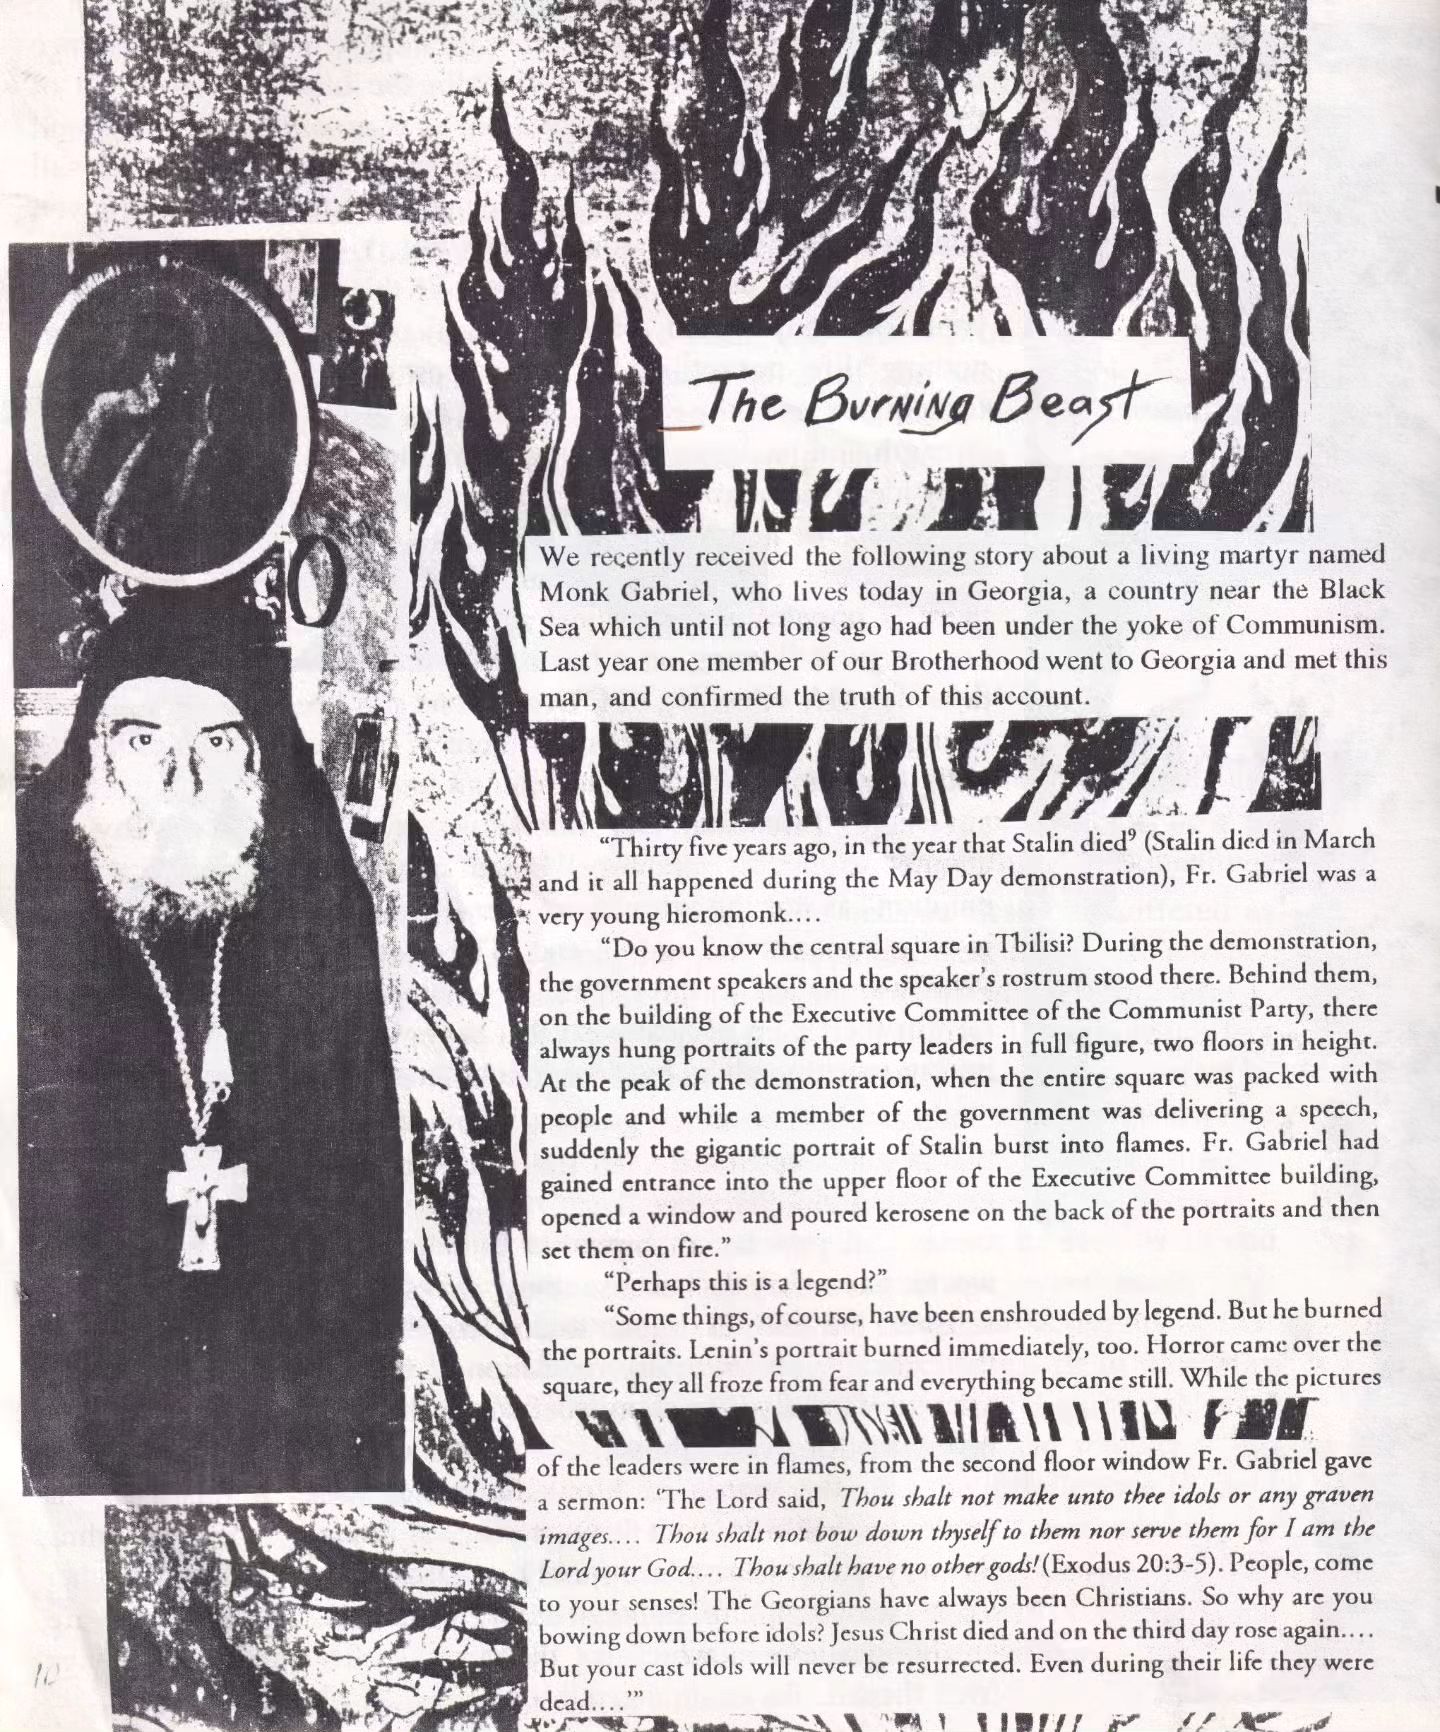 The Burning Beast
We recently received the following story about a living martyr named
Monk Gabriel, who lives today in Georgia, a country near the Black
Sea which until not long ago had been under the yoke of Communism.
Last year one member of our Brotherhood went to Georgia and met this
man, and confirmed the truth of this account.
“Thirty five years ago, in the year that Stalin died⁹ (Stalin died in March
and it all happened during the May Day demonstration), Fr. Gabriel was a
very young hieromonk....
“Do you know the central square in Tbilisi? During the demonstration,
the government speakers and the speaker’s rostrum stood there. Behind them,
on the building of the Executive Committee of the Communist Party, there
always hung portraits of the party leaders in full figure, two floors in height.
At the peak of the demonstration, when the entire square was packed with
people and while a member of the government was delivering a speech,
suddenly the gigantic portrait of Stalin burst into flames. Fr. Gabriel had
gained entrance into the upper floor of the Executive Committee building,
opened a window and poured kerosene on the back of the portraits and then
set them on fire.”
“Perhaps this is a legend?”
“Some things, of course, have been enshrouded by legend. But he burned
the portraits. Lenin’s portrait burned immediately, too. Horror came over the
square, they all froze from fear and everything became still. While the pictures
of the leaders were in flames, from the second floor window Fr. Gabriel gave
a sermon: ‘The Lord said, Thou shalt not make unto thee idols or any graven
images.... Thou shalt not bow down thyself to them nor serve them for I am the
Lord your God.... Thou shalt have no other gods! (Exodus 20:3-5). People, come
to your senses! The Georgians have always been Christians. So why are you
bowing down before idols? Jesus Christ died and on the third day rose again....
But your cast idols will never be resurrected. Even during their life they were
dead....’”
10